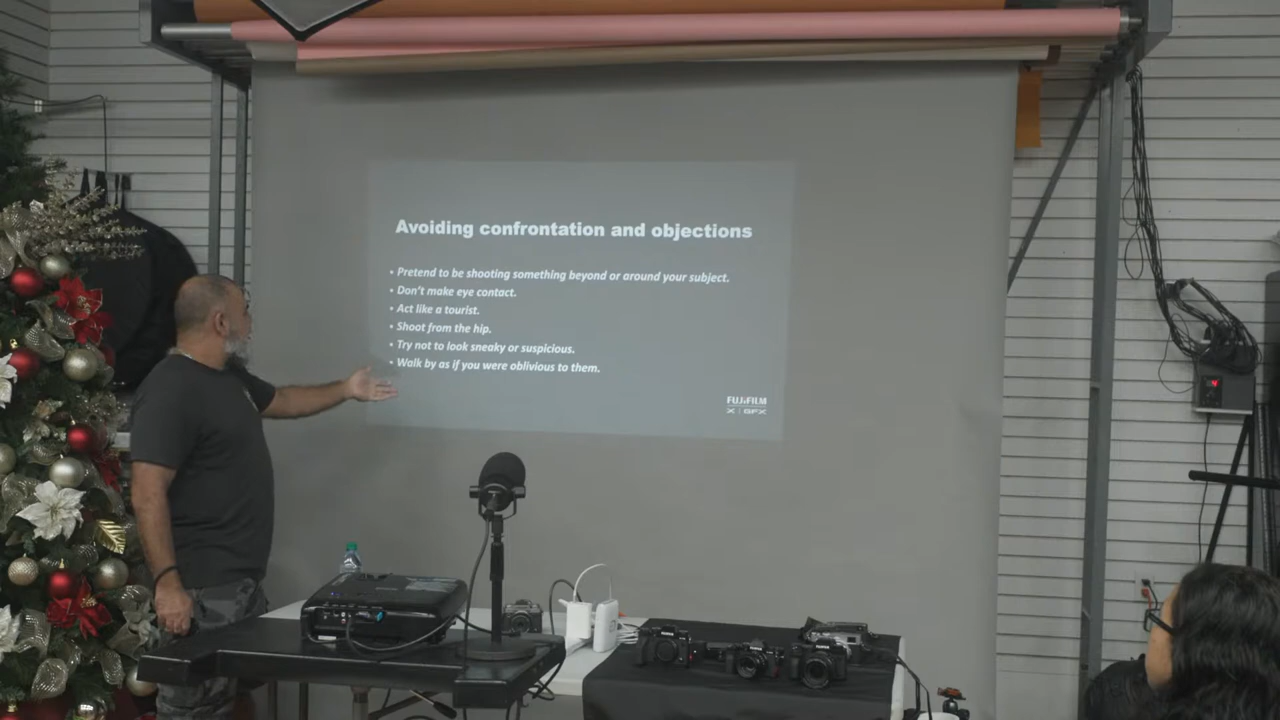 Avoiding confrontation and objections
• Pretend to be shooting something beyond or around your subject.
• Don't make eye contact.
• Act like a tourist.
• Shoot from the hip.
• Try not to look sneaky or suspicious.
• Walk by as if you were oblivious to them.
FUJIFILM
X | GFX